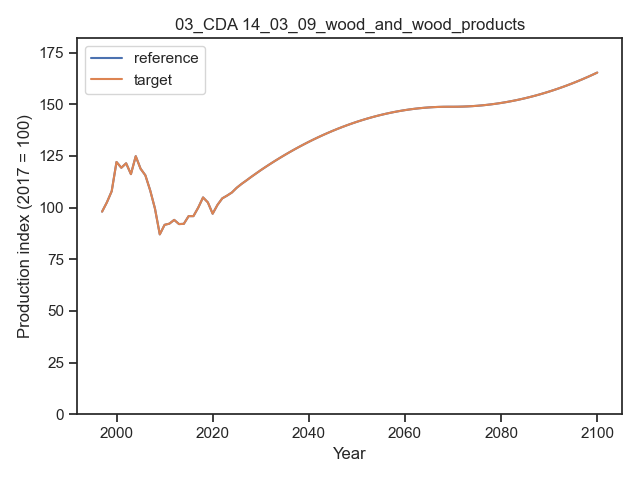 03_CDA 14_03_09_wood_and_wood_products
reference
target
Production index (2017 = 100)
175
150
125
100
75
50
25
0
2000 2020 2040 2060 2080 2100
Year